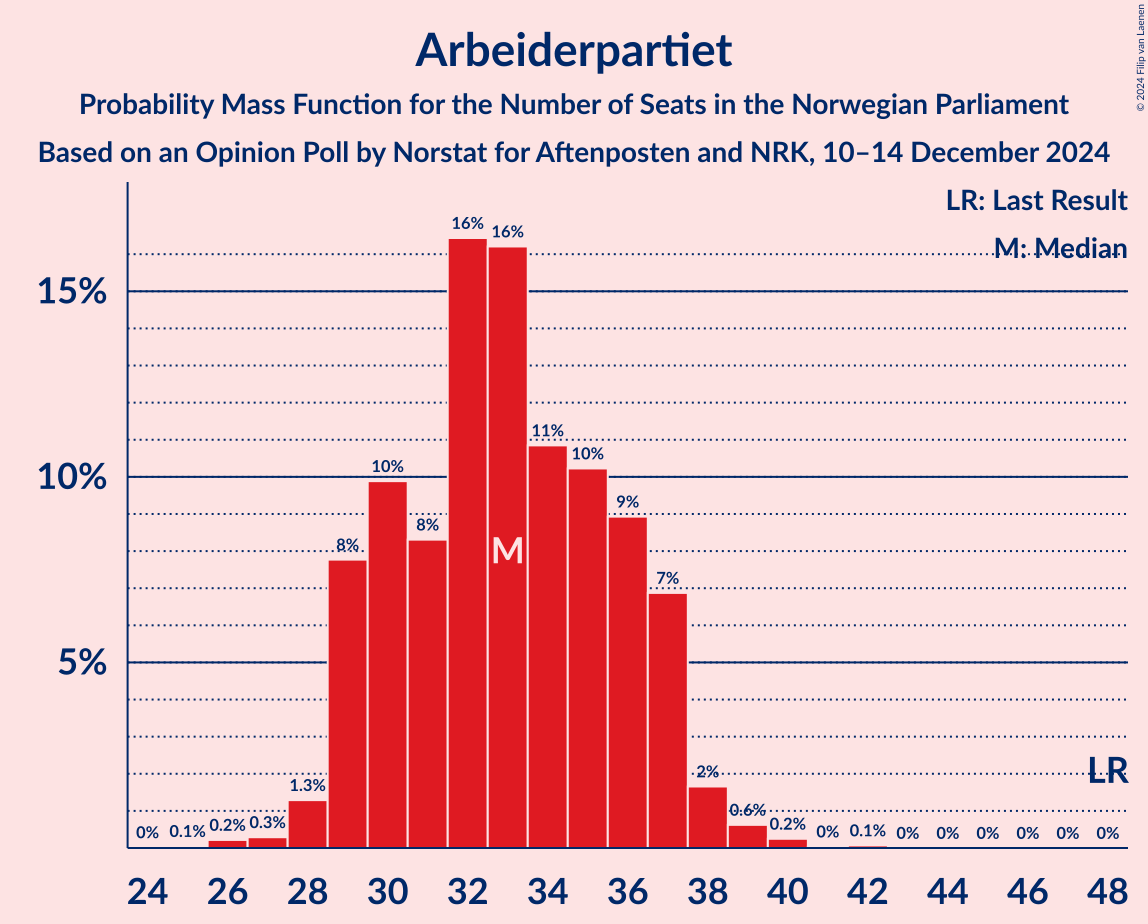 Arbeiderpartiet
Probability Mass Function for the Number of Seats in the Norwegian Parliament
Based on an Opinion Poll by Norstat for Aftenposten and NRK, 10–14 December 2024
© 2024 Filip van Laenen
LR: Last Result
M: Median
15%
10%
5%
0% 0.1% 0.2% 0.3% 1.3% 8% 10% 8% 16% 16% 11% 10% 9% 7% 2% 0.6% 0.2% 0% 0.1% 0% 0% 0% 0% 0% 0%
M
LR
24 26 28 30 32 34 36 38 40 42 44 46 48